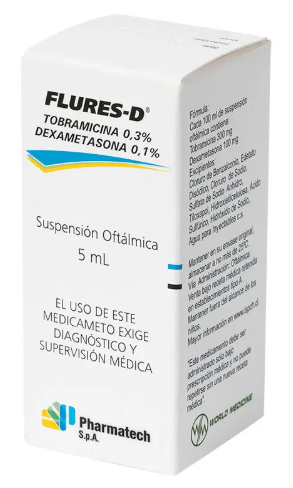 FLURES-D®
TOBRAMICINA 0,3%
DEXAMETASONA 0,1%
Suspensión Oftálmica
5 mL
EL USO DE ESTE
MEDICAMETO EXIGE
DIAGNÓSTICO Y
SUPERVISIÓN MÉDICA
Pharmatech
S.p.A.
Fórmula:
Cada 100 ml de suspensión
oftálmica contiene:
Tobramicina 300 mg
Dexametasona 100 mg
Excipientes:
Cloruro de Benzalconio, Edetato
Disódico, Cloruro de Sodio,
Sulfato de Sodio Anhidro,
Tiloxapol, Hidroxietilcelulosa, Ácido
Sulfúrico, Hidróxido de Sodio,
Agua para Inyectables c.s.
Mantener en su envase original,
almacenar a no más de 25ºC.
Vía Administración: Oftálmica
Venta bajo receta médica retenida
en establecimientos tipo A
Mantener fuera del alcance de los
niños.
Mayor información en www.ispch.cl
"Este medicamento debe ser
administrado solo bajo
prescripción médica y no puede
repetirse sin una nueva receta
médica"
WORLD MEDICINE